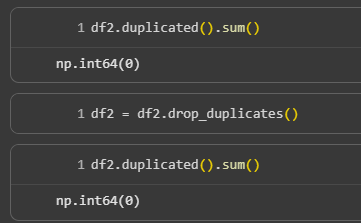 1 df2.duplicated().sum()
np.int64(0)
1 df2 = df2.drop_duplicates()
1 df2.duplicated().sum()
np.int64(0)